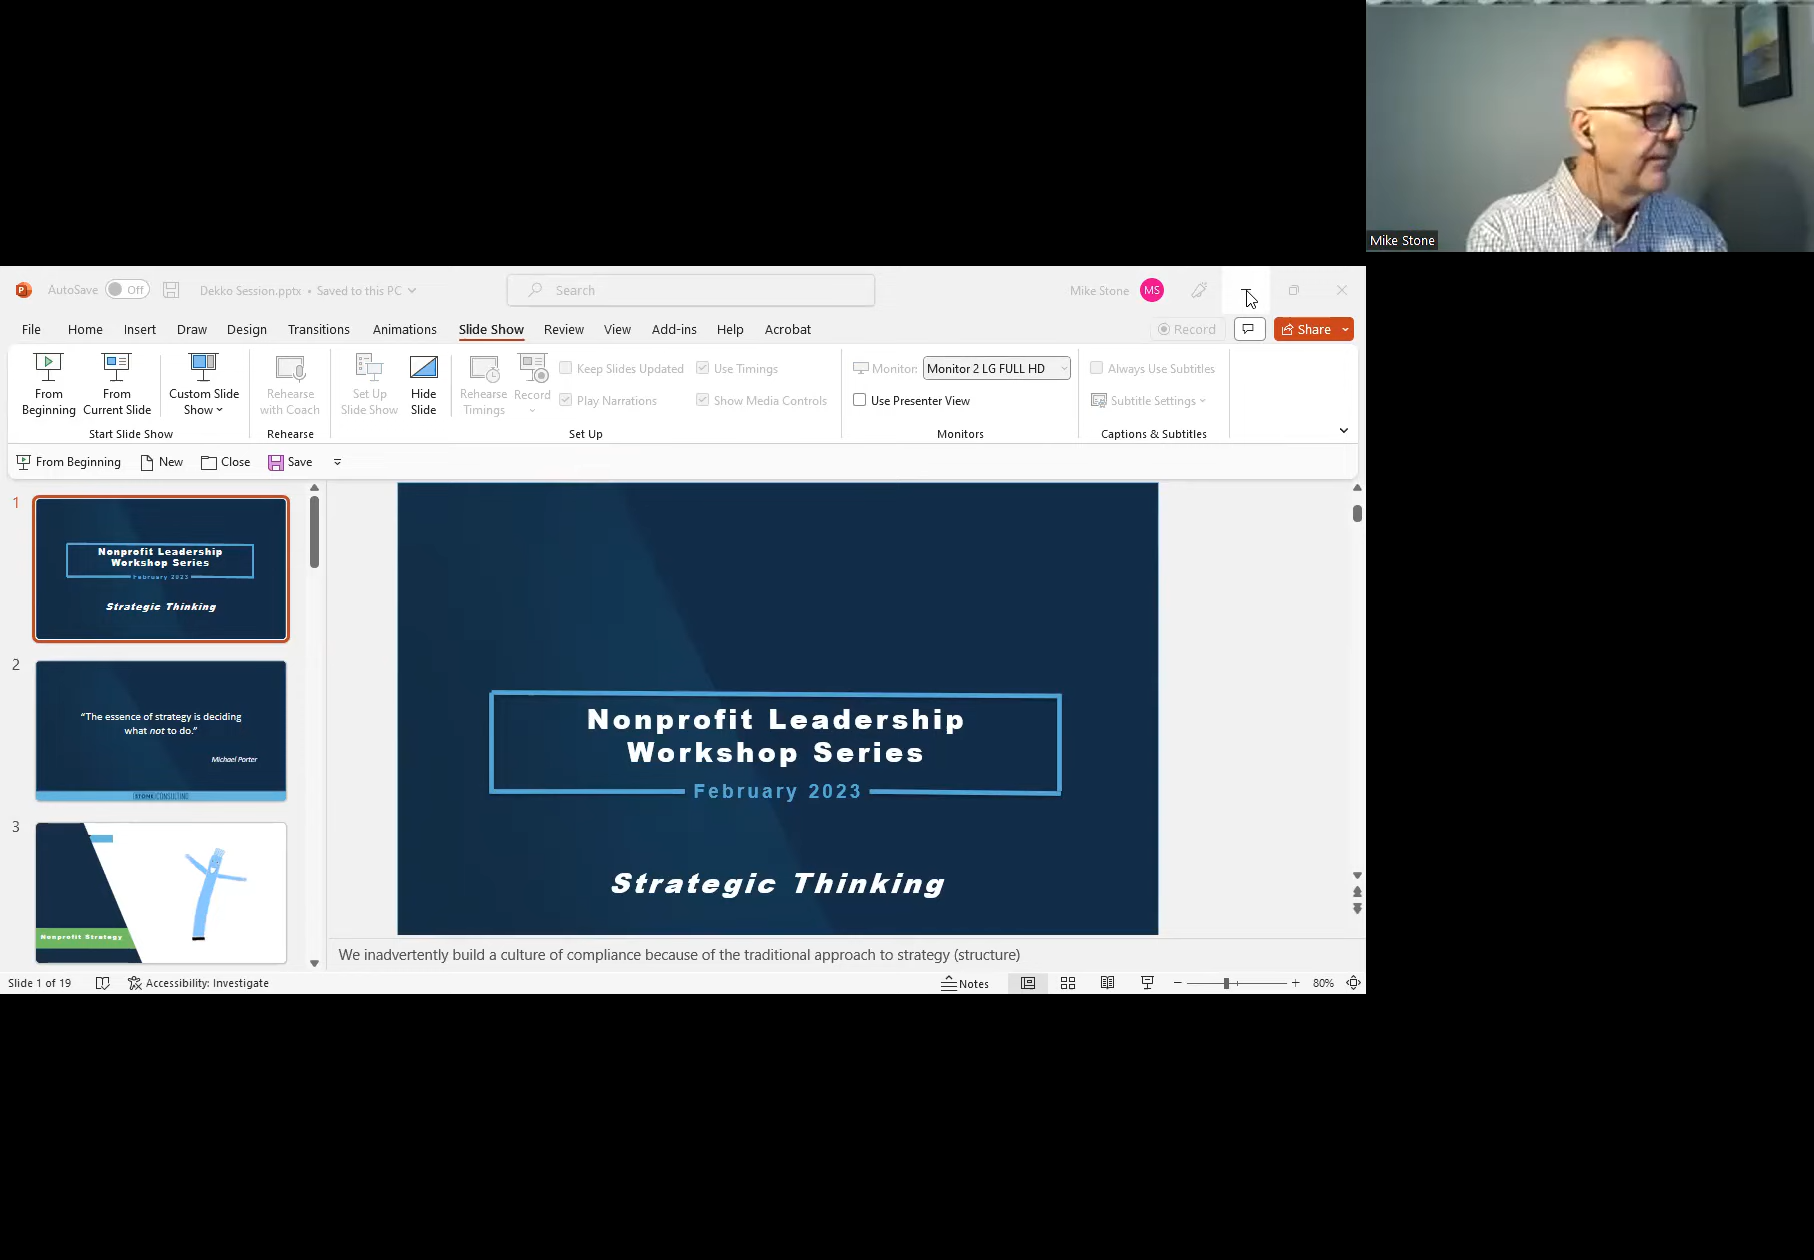 Mike Stone
AutoSave Off Dekko Session.pptx • Saved to this PC Search Mike Stone MS
File Home Insert Draw Design Transitions Animations Slide Show Review View Add-ins Help Acrobat Record Share
From Beginning
From Current Slide
Custom Slide Show
Start Slide Show
Rehearse with Coach
Rehearse
Set Up Slide Show
Hide Slide
Rehearse Timings
Record
Keep Slides Updated
Use Timings
Play Narrations
Show Media Controls
Set Up
Monitor: Monitor 2 LG FULL HD
Use Presenter View
Monitors
Always Use Subtitles
Subtitle Settings
Captions & Subtitles
From Beginning New Close Save
1
Nonprofit Leadership
Workshop Series
February 2023
Strategic Thinking
2
“The essence of strategy is deciding
what not to do.”
Michael Porter
STONE CONSULTING
3
Nonprofit Strategy
Nonprofit Leadership
Workshop Series
February 2023
Strategic Thinking
We inadvertently build a culture of compliance because of the traditional approach to strategy (structure)
Slide 1 of 19 Accessibility: Investigate Notes 80%